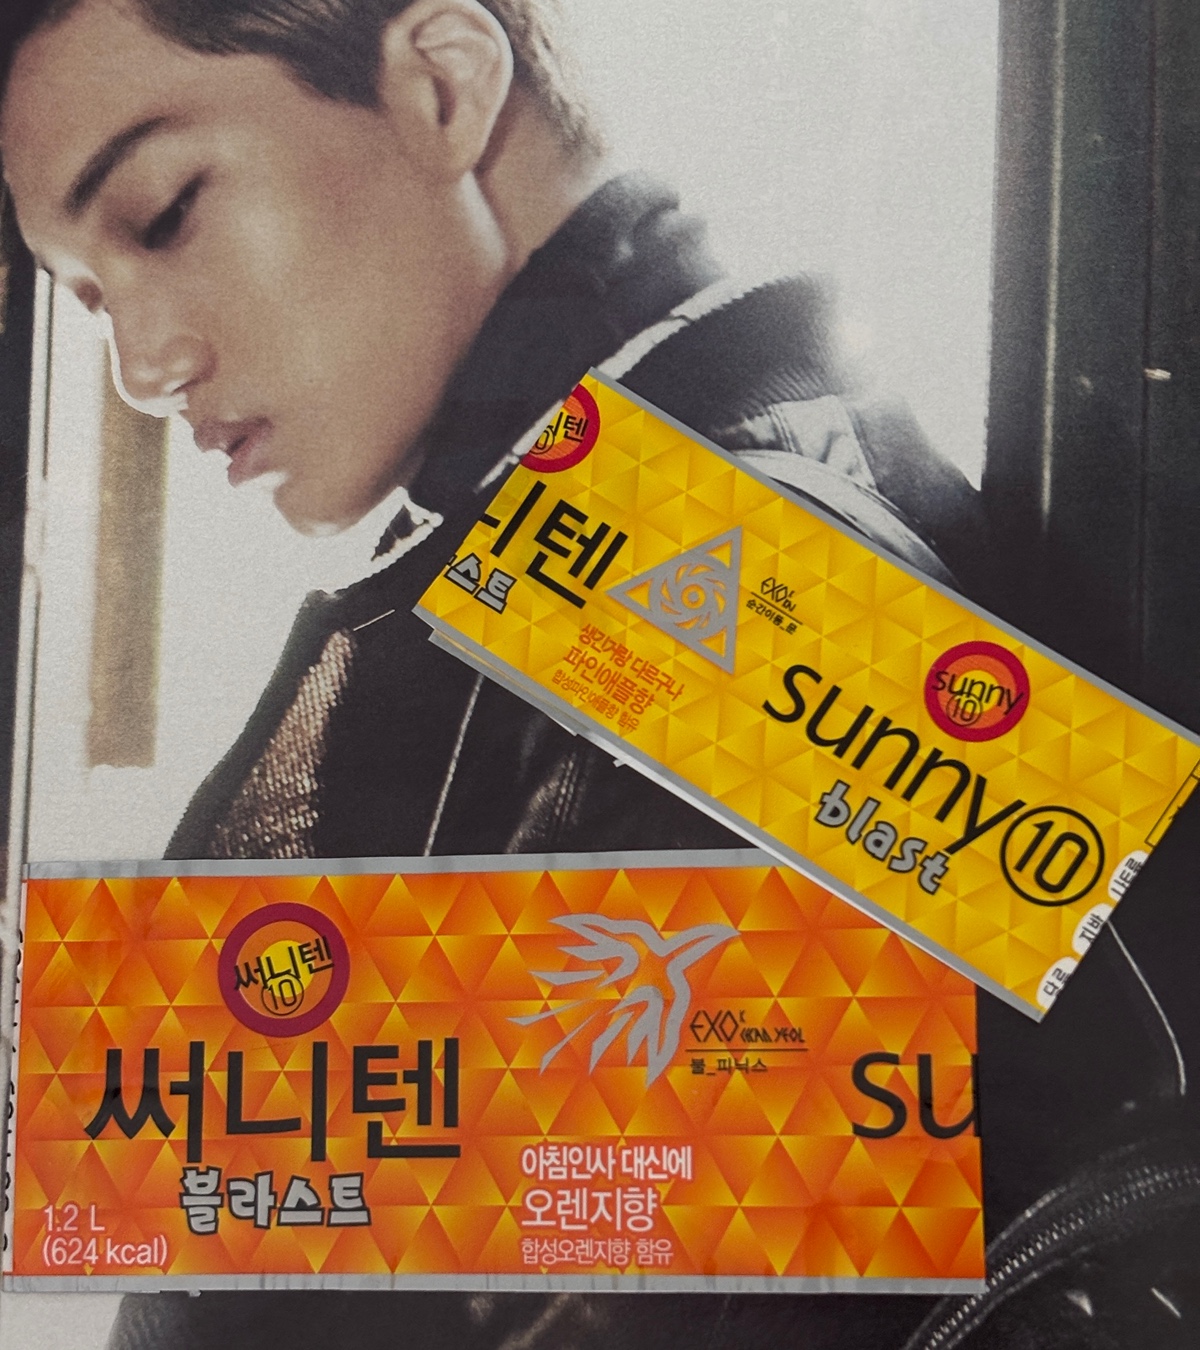 니텐
스트
EXO K
순간이동_문
생긴거랑 다르구나
파인애플향
합성파인애플향 함유
sunny
10
sunny 10
blast
써니텐
10
써니텐
블라스트
1.2 L
(624 kcal)
EXO K
CHAN YEOL
불_피닉스
아침인사 대신에
오렌지향
합성오렌지향 함유
su